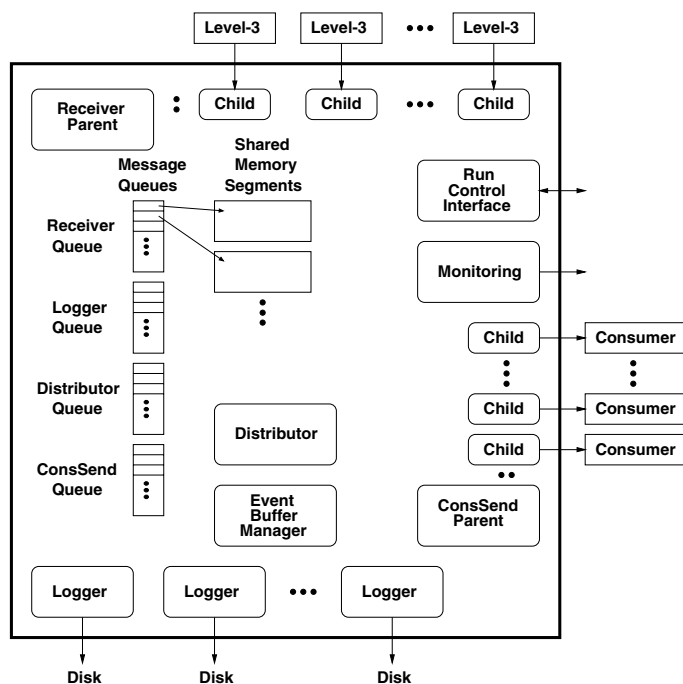 Level-3
Level-3
Level-3
Receiver
Parent
Child
Child
Child
Message
Queues
Shared
Memory
Segments
Run
Control
Interface
Receiver
Queue
Monitoring
Logger
Queue
Child
Consumer
Distributor
Queue
Distributor
Child
Consumer
Child
Consumer
ConsSend
Queue
Event
Buffer
Manager
ConsSend
Parent
Logger
Logger
Logger
Disk
Disk
Disk